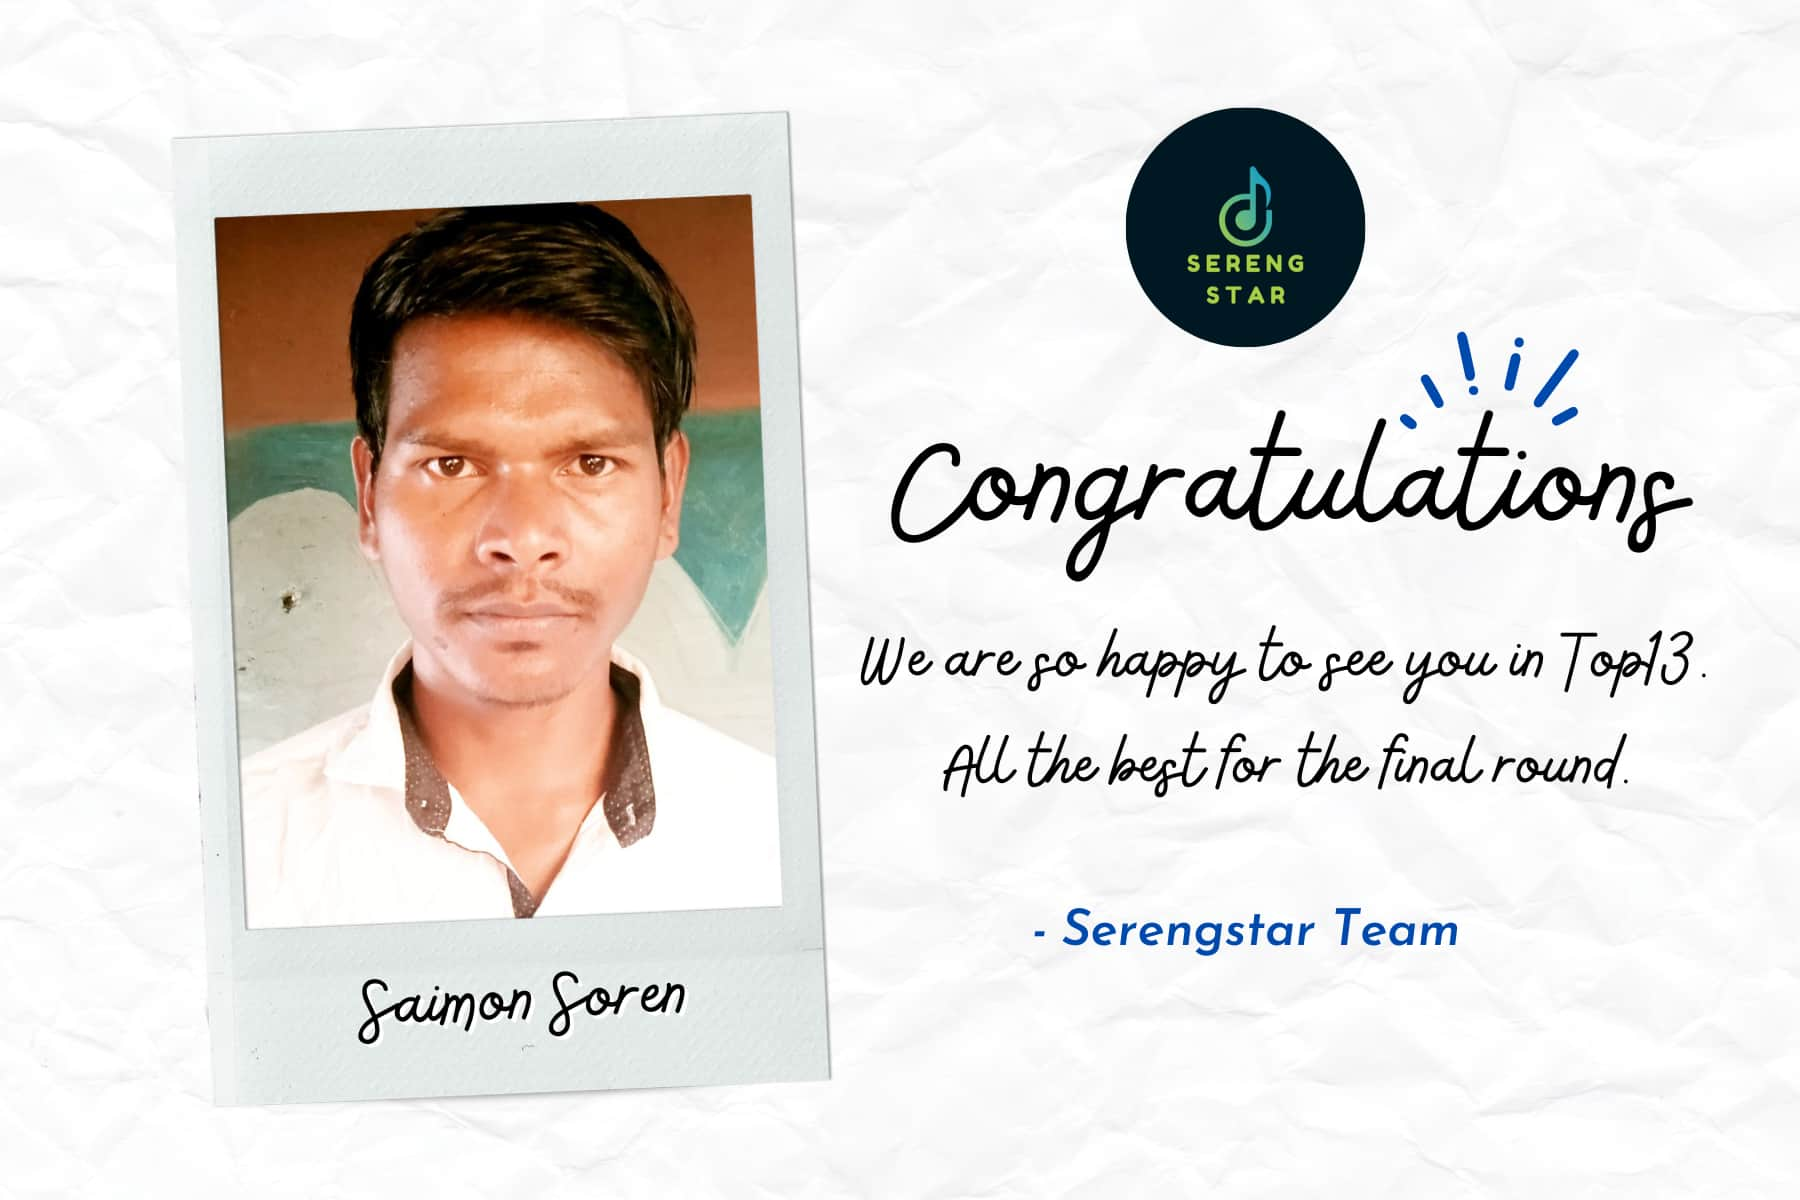 SERENG
STAR
Congratulations
We are so happy to see you in Top13.
All the best for the final round.
- Serengstar Team
Saimon Soren